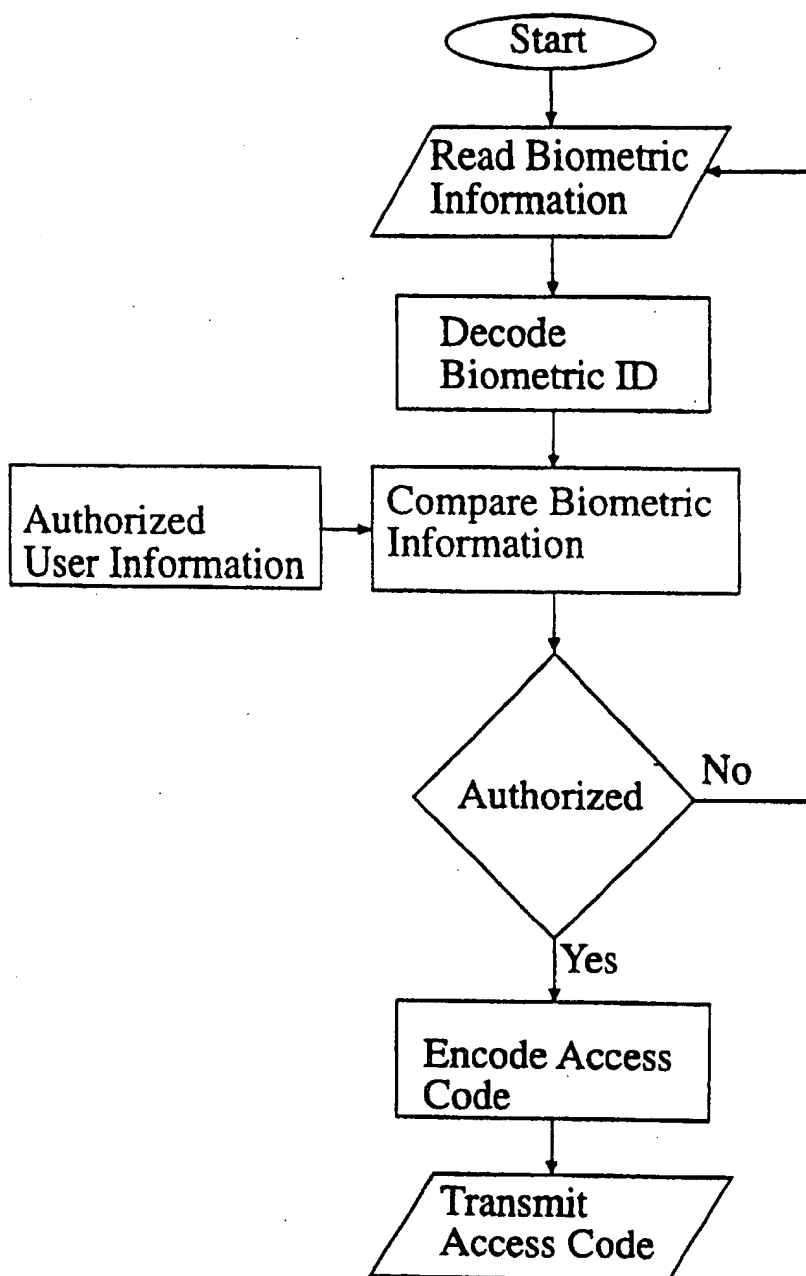 Start
Read Biometric
Information
Decode
Biometric ID
Authorized
User Information
Compare Biometric
Information
Authorized
No
Yes
Encode Access
Code
Transmit
Access Code